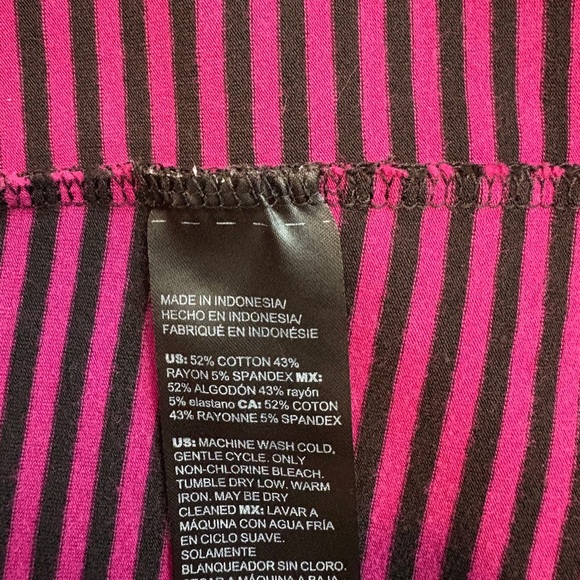 MADE IN INDONESIA/
HECHO EN INDONESIA/
FABRIQUÉ EN INDONÉSIE
US: 52% COTTON 43%
RAYON 5% SPANDEX MX:
52% ALGODÓN 43% rayón
5% elastano CA: 52% COTON
43% RAYONNE 5% SPANDEX
US: MACHINE WASH COLD,
GENTLE CYCLE. ONLY
NON-CHLORINE BLEACH.
TUMBLE DRY LOW. WARM
IRON. MAY BE DRY
CLEANED MX: LAVAR A
MÁQUINA CON AGUA FRÍA
EN CICLO SUAVE.
SOLAMENTE
BLANQUEADOR SIN CLORO.
SECAR A MÁQUINA A BAJA